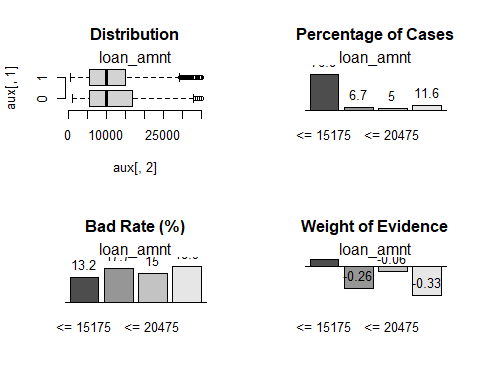 Distribution
loan_amnt
aux[, 1]
1
0
0 10000 25000
aux[, 2]
Percentage of Cases
loan_amnt
6.7 5 11.6
<= 15175 <= 20475
Bad Rate (%)
loan_amnt
13.2 15
<= 15175 <= 20475
Weight of Evidence
loan_amnt
-0.06
-0.26 -0.33
<= 15175 <= 20475